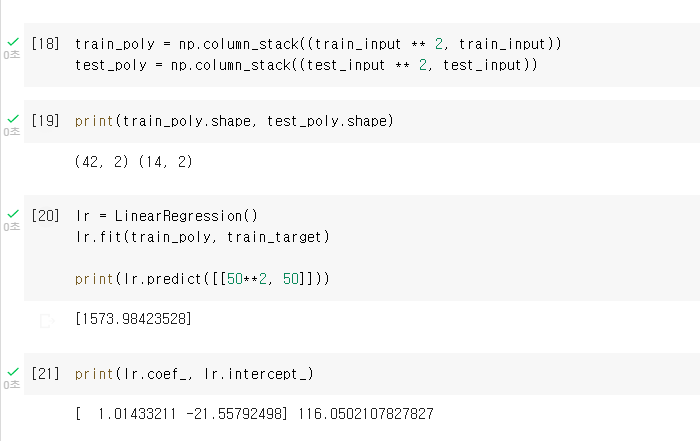 [18] train_poly = np.column_stack((train_input ** 2, train_input))
0초 test_poly = np.column_stack((test_input ** 2, test_input))
[19] print(train_poly.shape, test_poly.shape)
0초
(42, 2) (14, 2)
[20] lr = LinearRegression()
0초 lr.fit(train_poly, train_target)
print(lr.predict([[50**2, 50]]))
[1573.98423528]
[21] print(lr.coef_, lr.intercept_)
0초
[  1.01433211 -21.55792498] 116.0502107827827